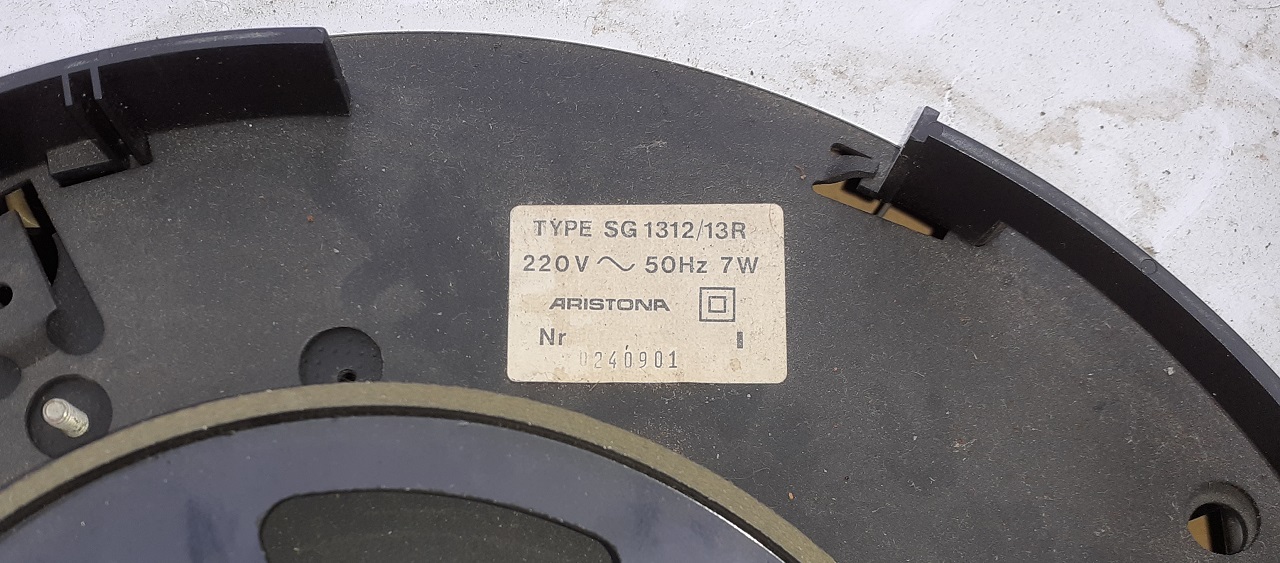 TYPE SG 1312/13R
220V ~ 50Hz 7W
ARISTONA
Nr I
0240901